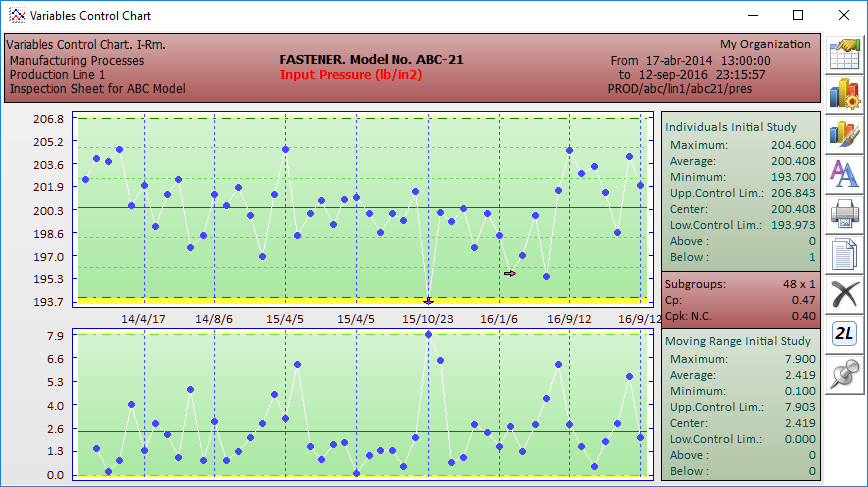 Variables Control Chart
Variables Control Chart. I-Rm.
Manufacturing Processes
Production Line 1
Inspection Sheet for ABC Model
FASTENER. Model No. ABC-21
Input Pressure (lb/in2)
My Organization
From 17-abr-2014 13:00:00
to 12-sep-2016 23:15:57
PROD/abc/lin1/abc21/pres
206.8
205.2
203.6
201.9
200.3
198.6
197.0
195.3
193.7
14/4/17 14/8/6 15/4/5 15/4/5 15/10/23 16/1/6 16/9/12 16/9/12
7.9
6.6
5.3
4.0
2.6
1.3
0.0
Individuals Initial Study
Maximum: 204.600
Average: 200.408
Minimum: 193.700
Upp.Control Lim.: 206.843
Center: 200.408
Low.Control Lim.: 193.973
Above : 0
Below : 1
Subgroups: 48 x 1
Cp: 0.47
Cpk: N.C. 0.40
Moving Range Initial Study
Maximum: 7.900
Average: 2.419
Minimum: 0.100
Upp.Control Lim.: 7.903
Center: 2.419
Low.Control Lim.: 0.000
Above : 0
Below : 0
AA
2L